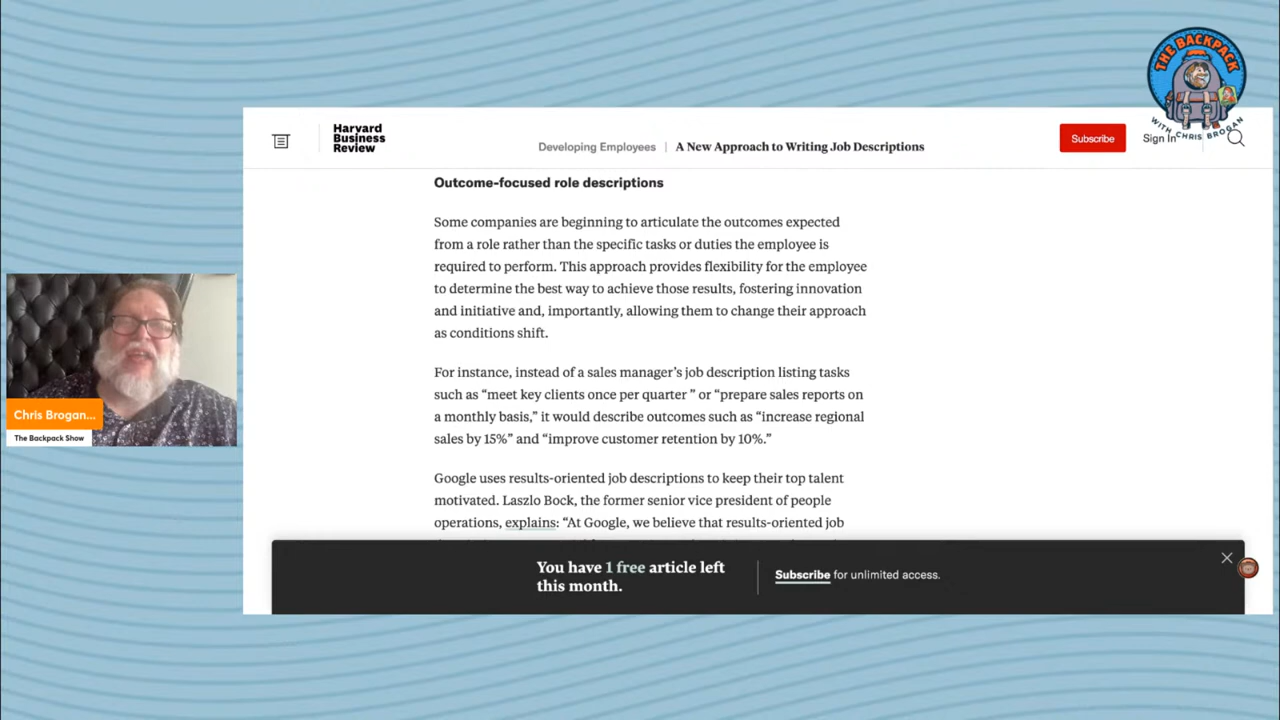 THE BACKPACK
WITH CHRIS BROGAN
Harvard
Business
Review
Developing Employees | A New Approach to Writing Job Descriptions
Subscribe
Sign In
Outcome-focused role descriptions
Some companies are beginning to articulate the outcomes expected
from a role rather than the specific tasks or duties the employee is
required to perform. This approach provides flexibility for the employee
to determine the best way to achieve those results, fostering innovation
and initiative and, importantly, allowing them to change their approach
as conditions shift.
For instance, instead of a sales manager’s job description listing tasks
such as “meet key clients once per quarter ” or “prepare sales reports on
a monthly basis,” it would describe outcomes such as “increase regional
sales by 15%” and “improve customer retention by 10%.”
Google uses results-oriented job descriptions to keep their top talent
motivated. Laszlo Bock, the former senior vice president of people
operations, explains: “At Google, we believe that results-oriented job
Chris Brogan...
The Backpack Show
You have 1 free article left
this month.
Subscribe for unlimited access.